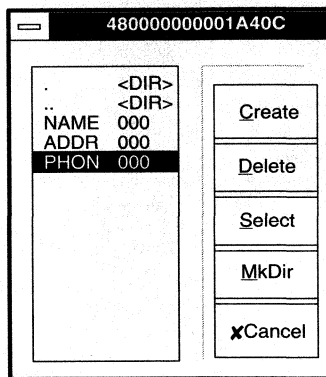 480000000001A40C
. <DIR>
.. <DIR>
NAME 000
ADDR 000
PHON 000
Create
Delete
Select
MkDir
✘Cancel